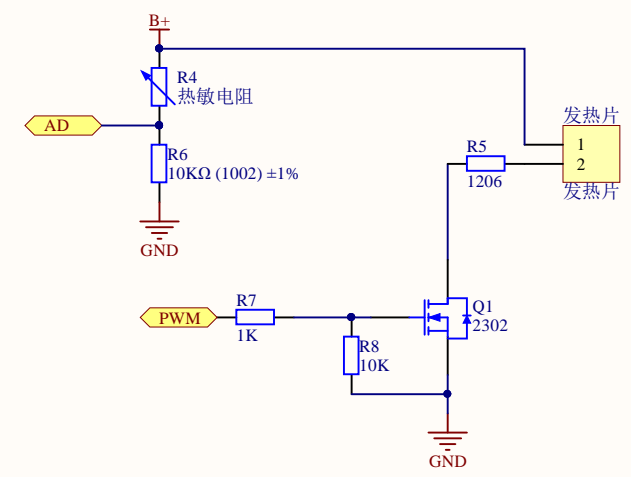 B+
R4
热敏电阻
AD
R6
10KΩ (1002) ±1%
GND
发热片
1
2
发热片
R5
1206
PWM
R7
1K
R8
10K
Q1
2302
GND